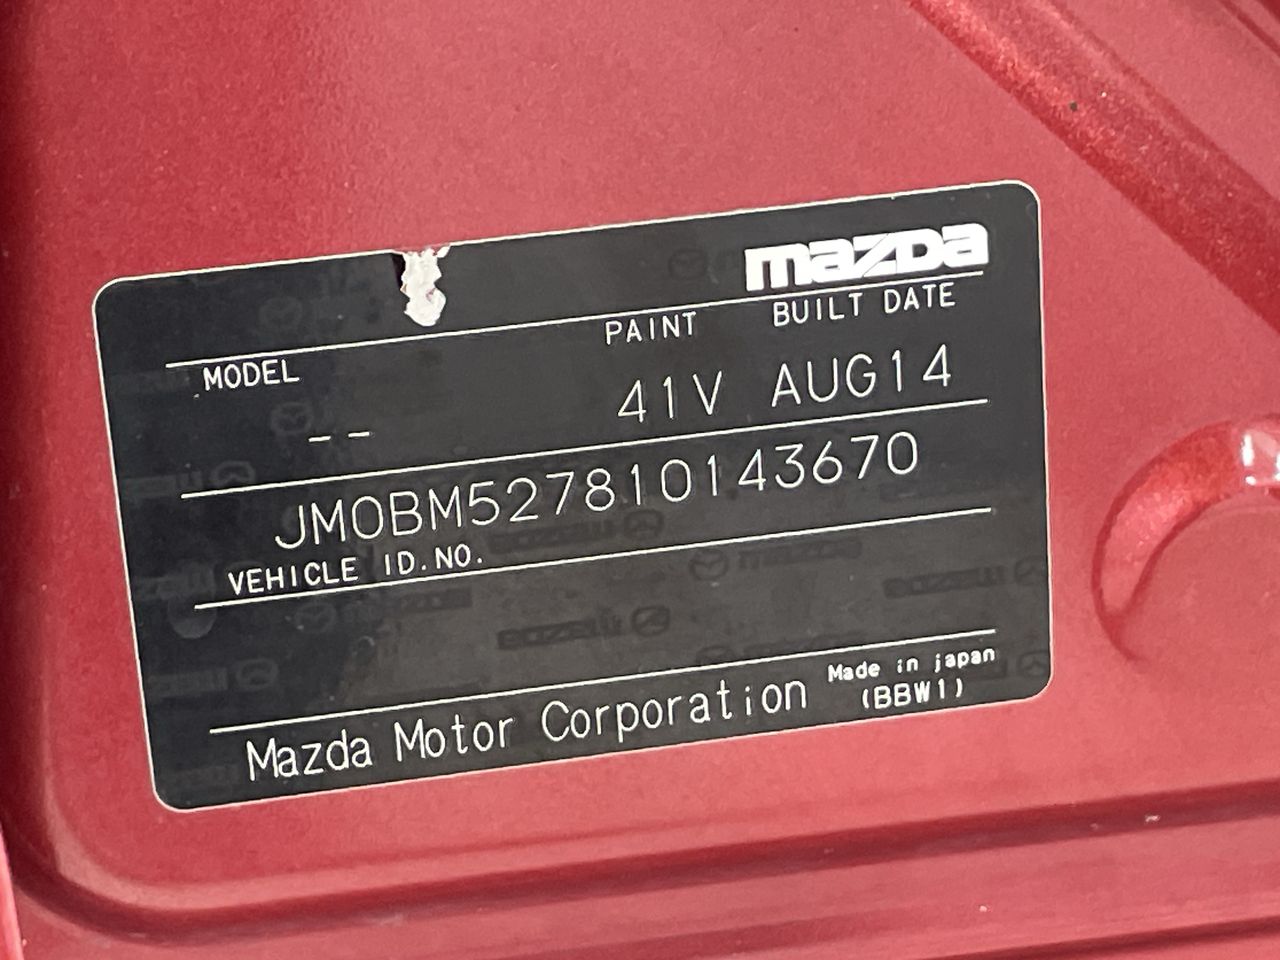 mazda
MODEL PAINT BUILT DATE
-- 41V AUG14
JM0BM527810143670
VEHICLE ID.NO.
Made in japan
Mazda Motor Corporation (BBW1)